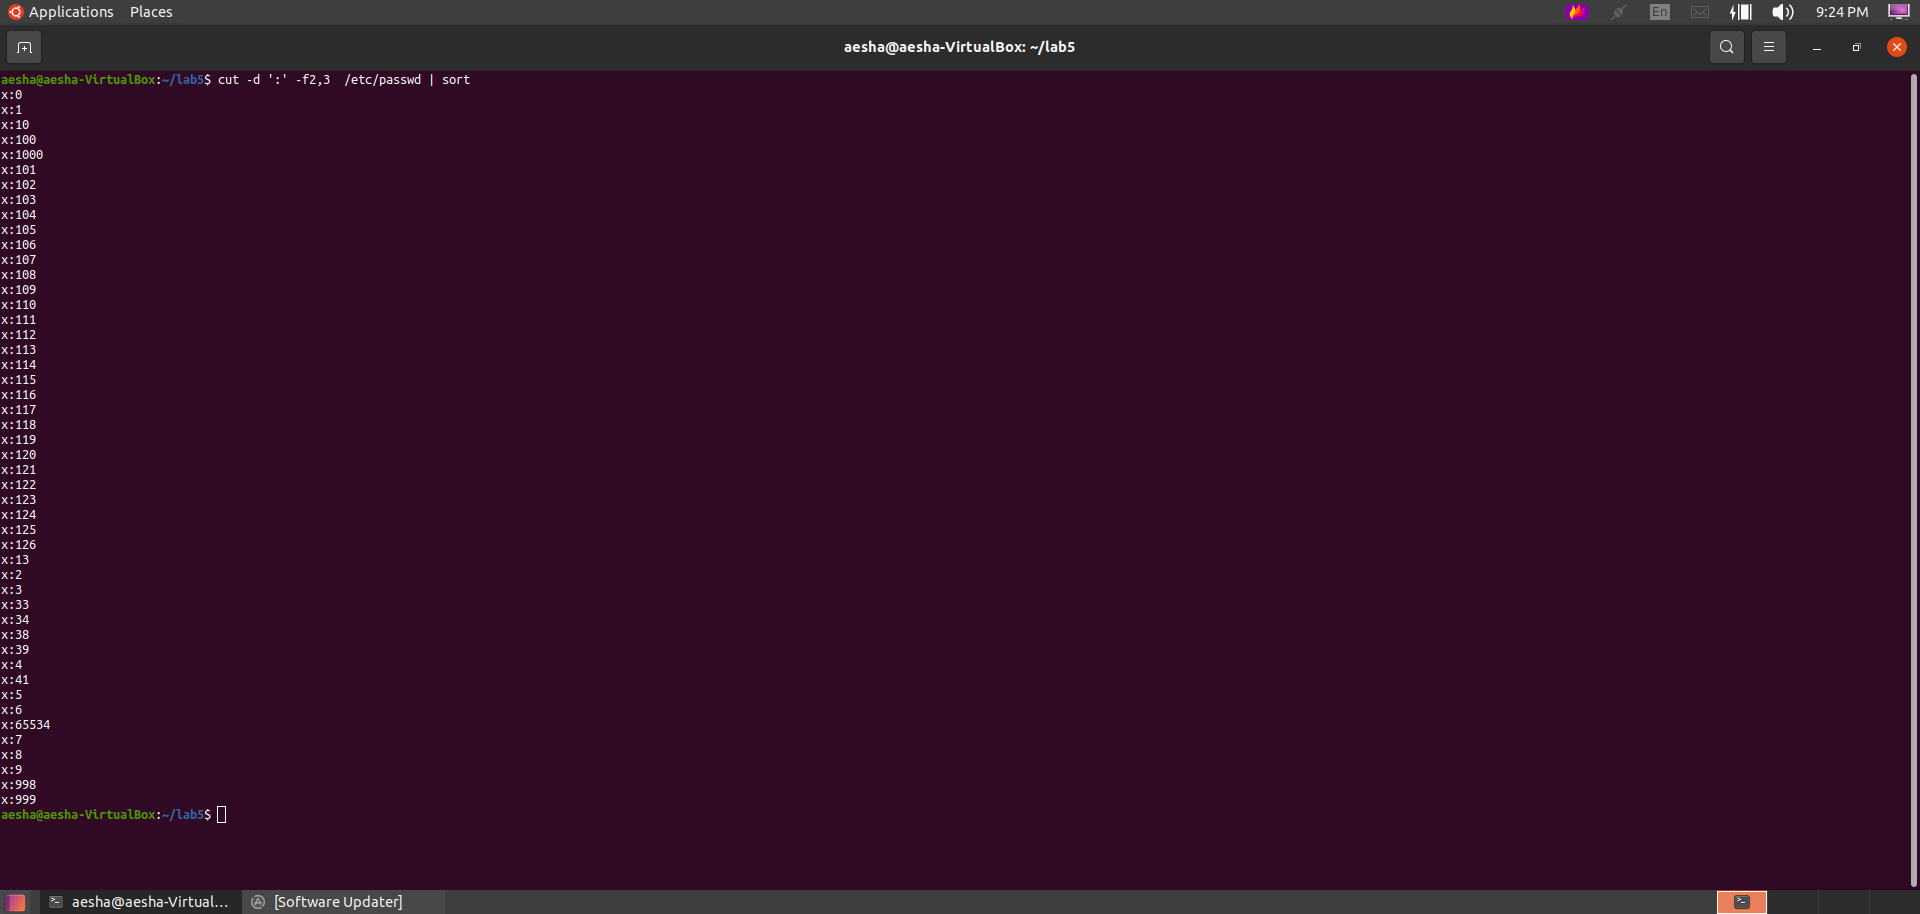 Applications Places En 9:24 PM
aesha@aesha-VirtualBox: ~/lab5
aesha@aesha-VirtualBox:~/lab5$ cut -d ':' -f2,3  /etc/passwd | sort
x:0
x:1
x:10
x:100
x:1000
x:101
x:102
x:103
x:104
x:105
x:106
x:107
x:108
x:109
x:110
x:111
x:112
x:113
x:114
x:115
x:116
x:117
x:118
x:119
x:120
x:121
x:122
x:123
x:124
x:125
x:126
x:13
x:2
x:3
x:33
x:34
x:38
x:39
x:4
x:41
x:5
x:6
x:65534
x:7
x:8
x:9
x:998
x:999
aesha@aesha-VirtualBox:~/lab5$
aesha@aesha-Virtual... [Software Updater]